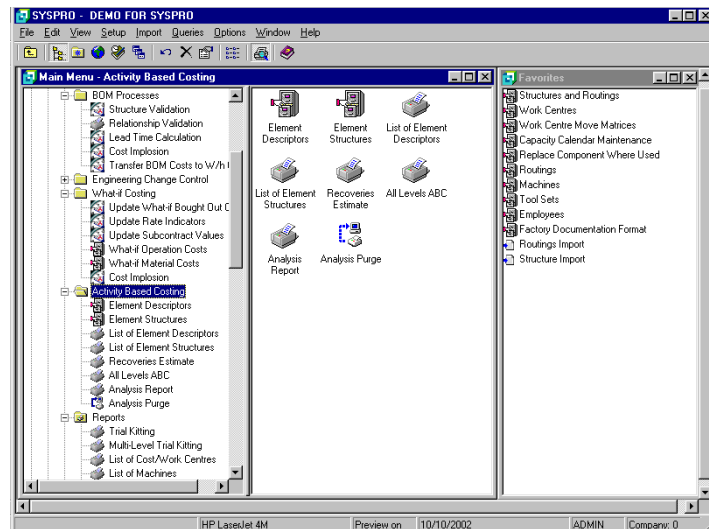 SYSPRO - DEMO FOR SYSPRO
File Edit View Setup Import Queries Options Window Help
Main Menu - Activity Based Costing
BOM Processes
Structure Validation
Relationship Validation
Lead Time Calculation
Cost Implosion
Transfer BOM Costs to W/h
Engineering Change Control
What-if Costing
Update What-if Bought Out C
Update Rate Indicators
Update Subcontract Values
What-if Operation Costs
What-if Material Costs
Cost Implosion
Activity Based Costing
Element Descriptors
Element Structures
List of Element Descriptors
List of Element Structures
Recoveries Estimate
All Levels ABC
Analysis Report
Analysis Purge
Reports
Trial Kitting
Multi-Level Trial Kitting
List of Cost/Work Centres
List of Machines
Element Descriptors
Element Structures
List of Element Descriptors
List of Element Structures
Recoveries Estimate
All Levels ABC
Analysis Report
Analysis Purge
Favorites
Structures and Routings
Work Centres
Work Centre Move Matrices
Capacity Calendar Maintenance
Replace Component Where Used
Routings
Machines
Tool Sets
Employees
Factory Documentation Format
Routings Import
Structure Import
HP LaserJet 4M Preview on 10/10/2002 ADMIN Company: 0